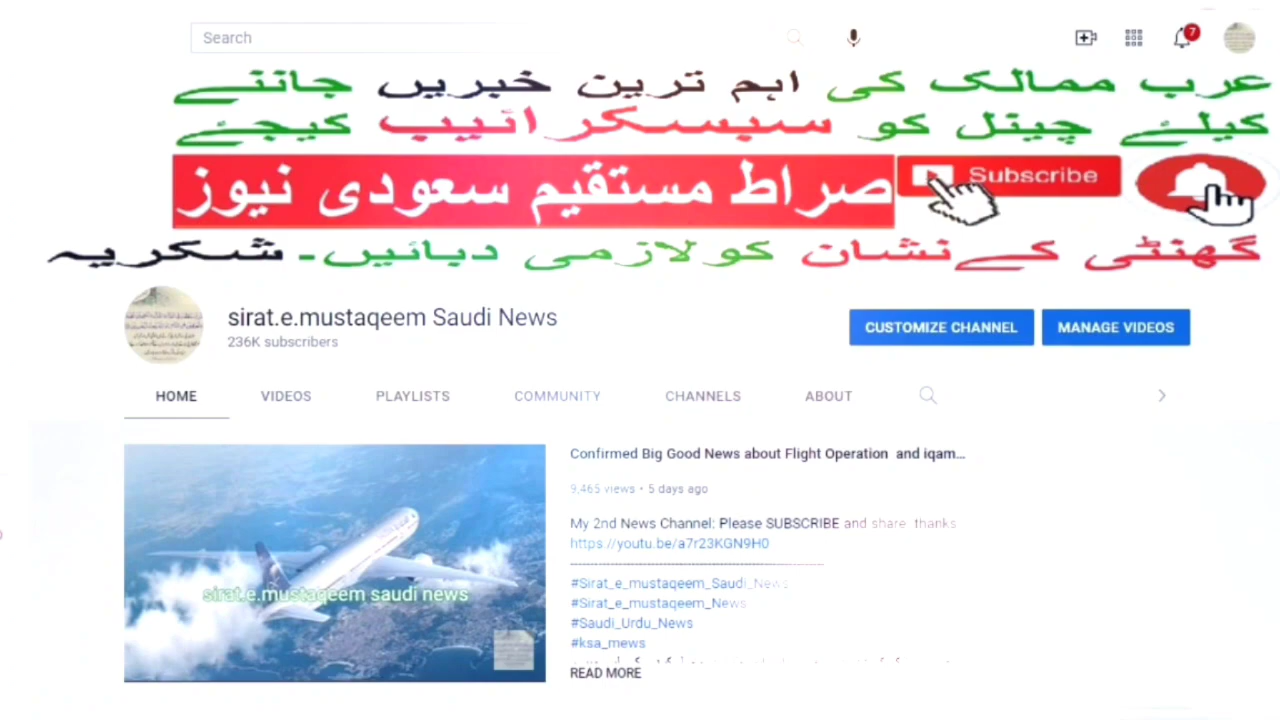 Search
7
عرب ممالک کی اہم ترین خبریں جاننے
کیلئے چینل کو سبسکرائیب کیجئے
صراط مستقیم سعودی نیوز
Subscribe
گھنٹی کے نشان کو لازمی دبائیں۔ شکریہ
sirat.e.mustaqeem Saudi News
236K subscribers
CUSTOMIZE CHANNEL
MANAGE VIDEOS
HOME VIDEOS PLAYLISTS COMMUNITY CHANNELS ABOUT
sirat.e.mustaqeem saudi news
Confirmed Big Good News about Flight Operation and iqam...
9,465 views • 5 days ago
My 2nd News Channel: Please SUBSCRIBE and share thanks
https://youtu.be/a7r23KGN9H0
#Sirat_e_mustaqeem_Saudi_News
#Sirat_e_mustaqeem_News
#Saudi_Urdu_News
#ksa_mews
READ MORE